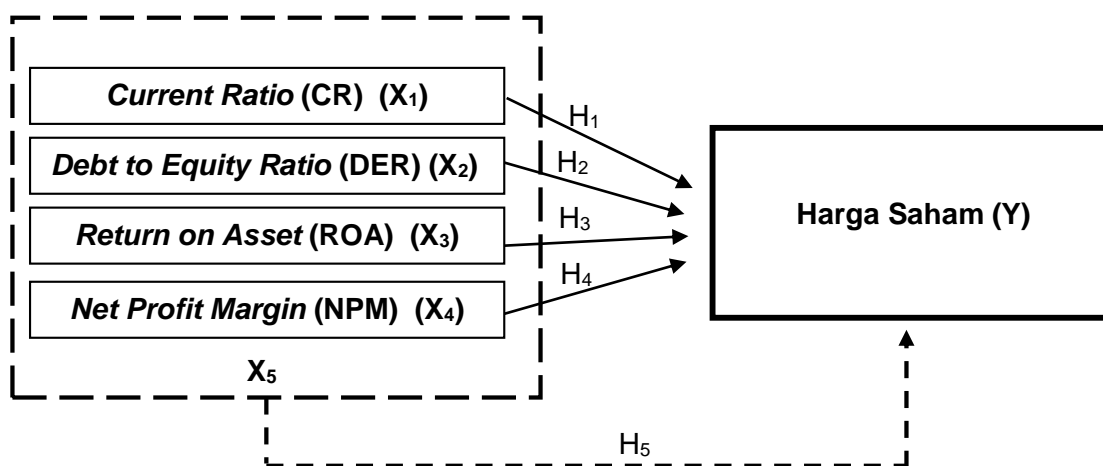 Current Ratio (CR) (X₁)
Debt to Equity Ratio (DER) (X₂)
Return on Asset (ROA) (X₃)
Net Profit Margin (NPM) (X₄)
X₅
H₁
H₂
H₃
H₄
Harga Saham (Y)
H₅